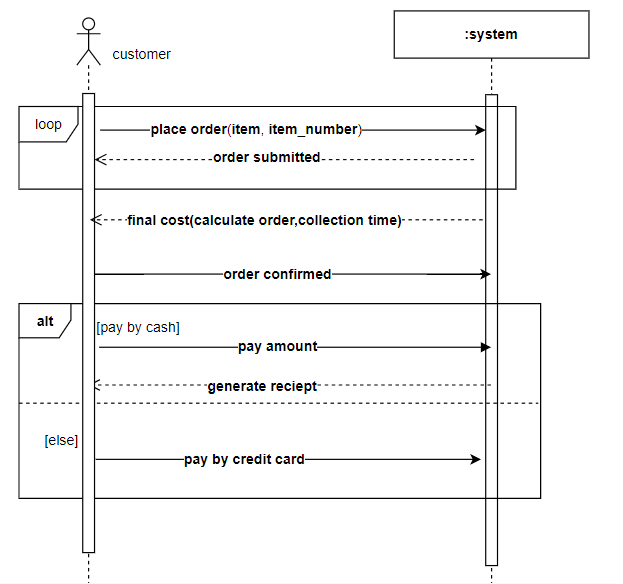 customer
:system
loop
place order(item, item_number)
order submitted
final cost(calculate order,collection time)
order confirmed
alt
[pay by cash]
pay amount
generate reciept
[else]
pay by credit card